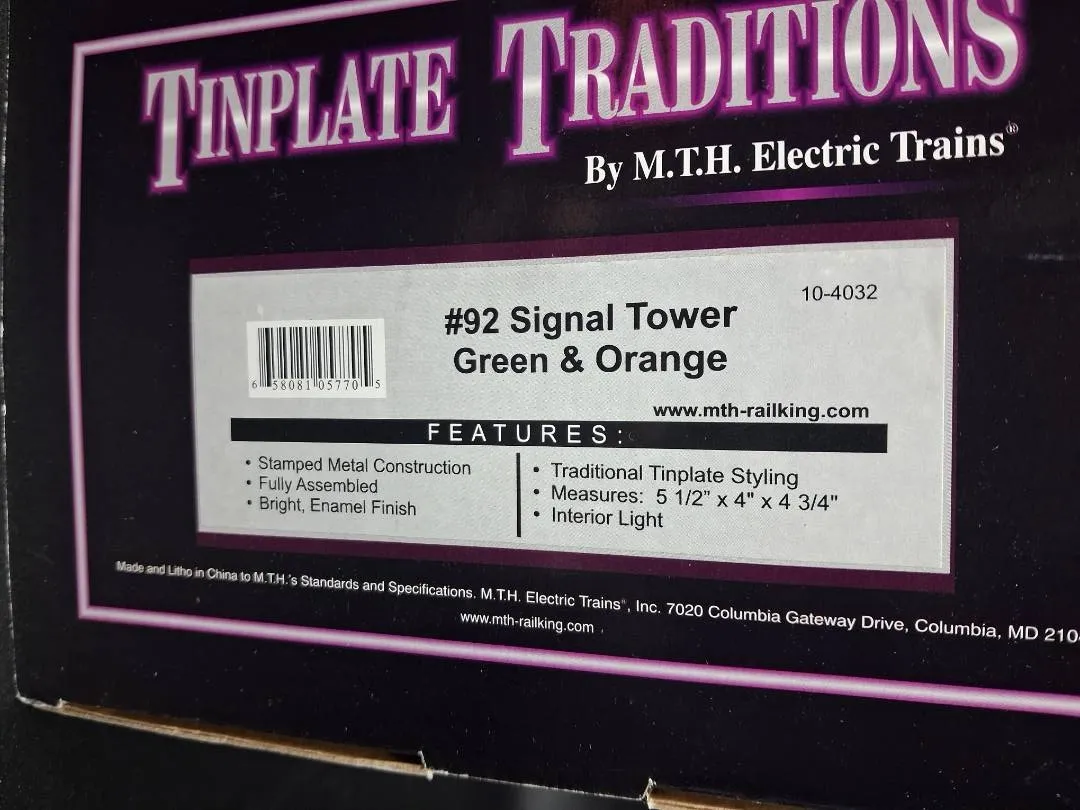 TINPLATE TRADITIONS
By M.T.H. Electric Trains®
10-4032
#92 Signal Tower
Green & Orange
6 58081 05770 5
www.mth-railking.com
FEATURES:
• Stamped Metal Construction
• Fully Assembled
• Bright, Enamel Finish
• Traditional Tinplate Styling
• Measures: 5 1/2" x 4" x 4 3/4"
• Interior Light
Made and Litho in China to M.T.H.'s Standards and Specifications. M.T.H. Electric Trains®, Inc. 7020 Columbia Gateway Drive, Columbia, MD 210
www.mth-railking.com